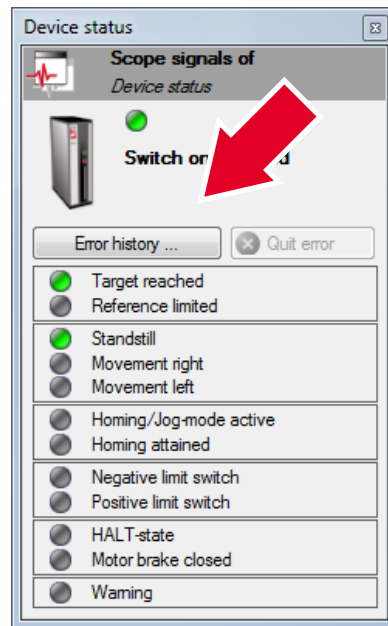 Device status
Scope signals of
Device status
Switch on
Error history ...
Quit error
Target reached
Reference limited
Standstill
Movement right
Movement left
Homing/Jog-mode active
Homing attained
Negative limit switch
Positive limit switch
HALT-state
Motor brake closed
Warning